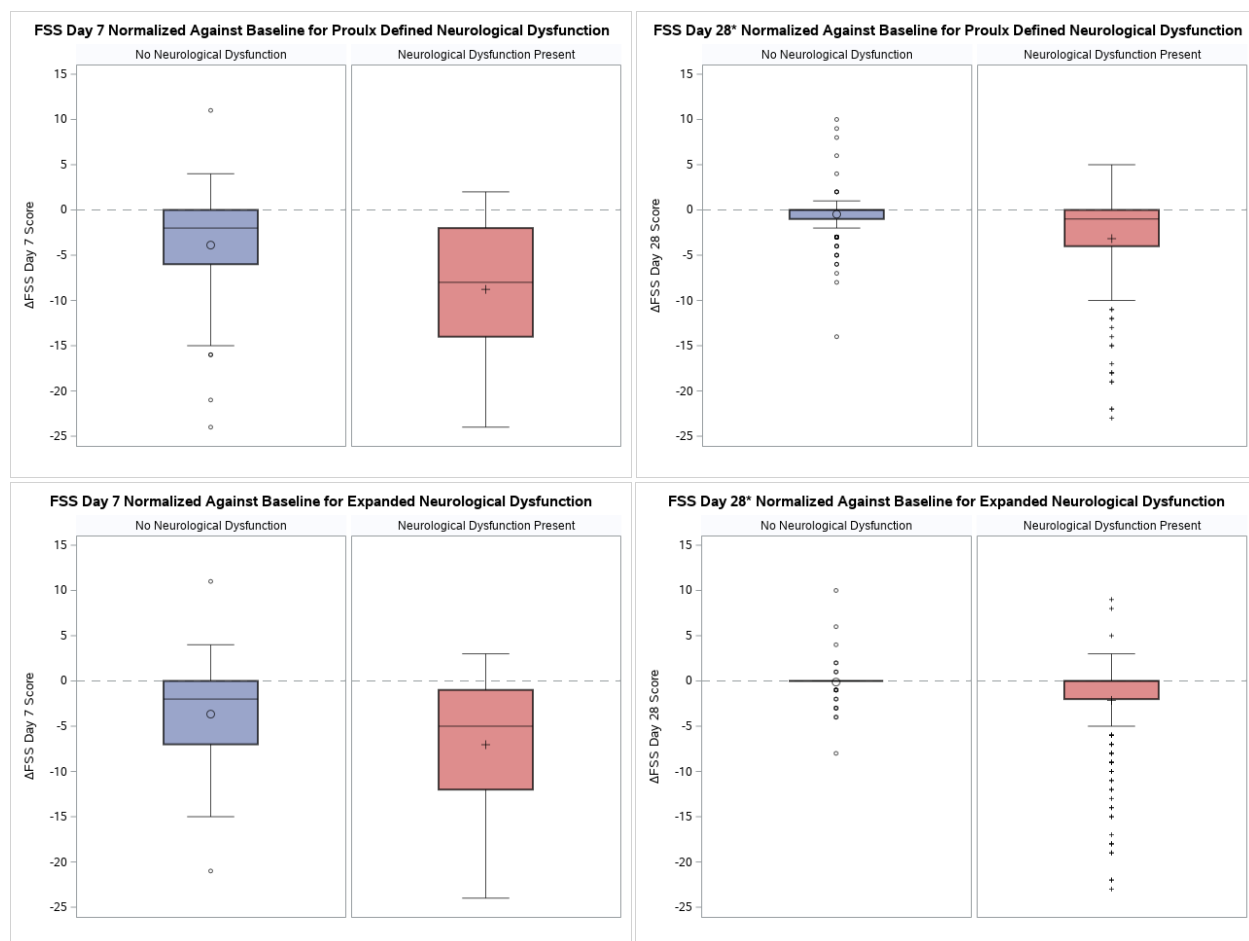 FSS Day 7 Normalized Against Baseline for Proulx Defined Neurological Dysfunction
No Neurological Dysfunction
Neurological Dysfunction Present
15
10
5
0
-5
-10
-15
-20
-25
ΔFSS Day 7 Score
FSS Day 28* Normalized Against Baseline for Proulx Defined Neurological Dysfunction
No Neurological Dysfunction
Neurological Dysfunction Present
15
10
5
0
-5
-10
-15
-20
-25
ΔFSS Day 28 Score
FSS Day 7 Normalized Against Baseline for Expanded Neurological Dysfunction
No Neurological Dysfunction
Neurological Dysfunction Present
15
10
5
0
-5
-10
-15
-20
-25
ΔFSS Day 7 Score
FSS Day 28* Normalized Against Baseline for Expanded Neurological Dysfunction
No Neurological Dysfunction
Neurological Dysfunction Present
15
10
5
0
-5
-10
-15
-20
-25
ΔFSS Day 28 Score